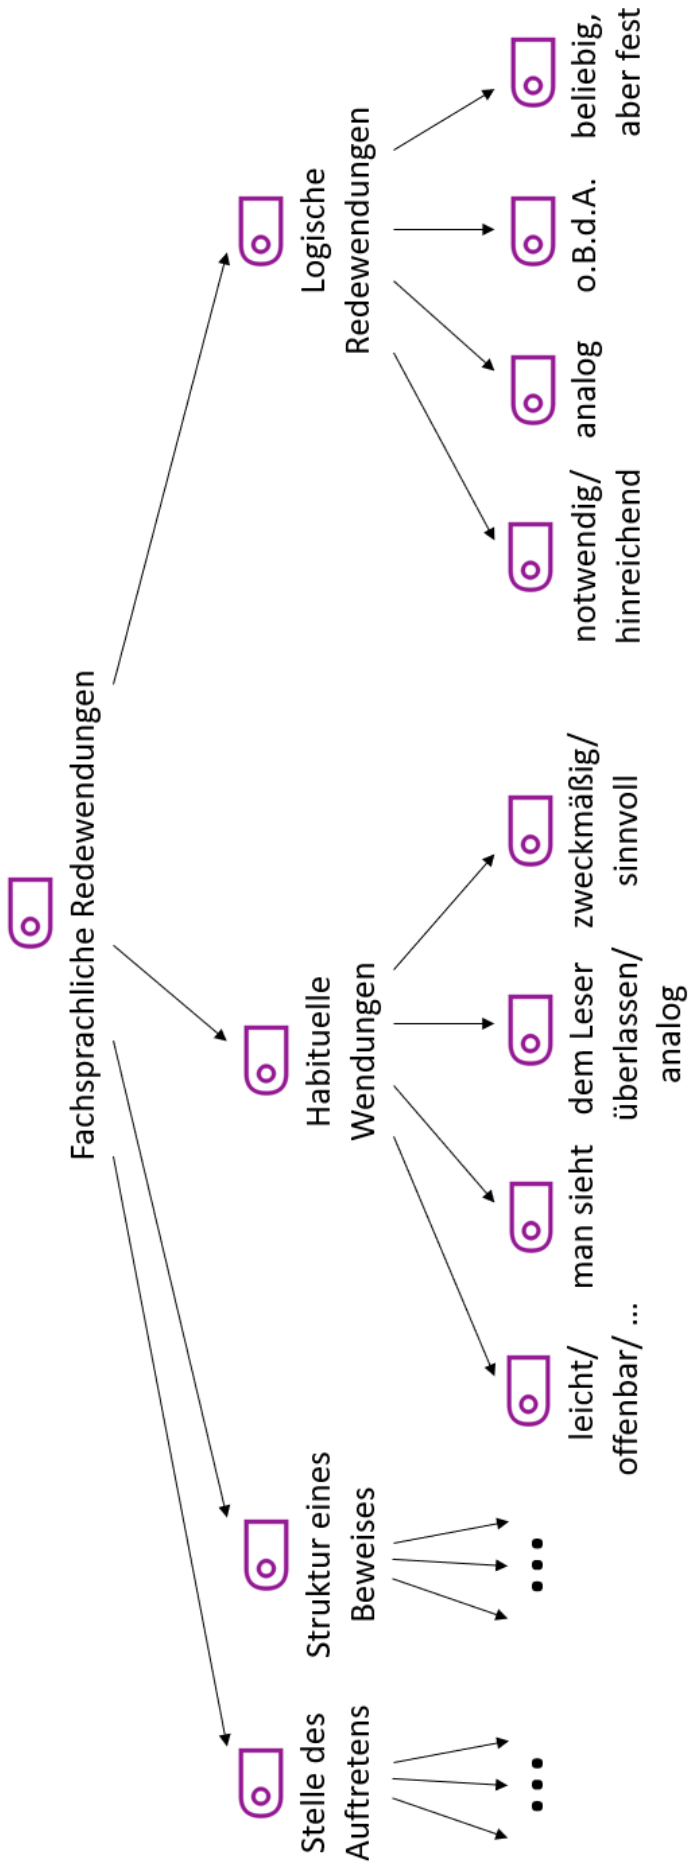 Fachsprachliche Redewendungen
Stelle des
Auftretens
Struktur eines
Beweises
Habituelle
Wendungen
Logische
Redewendungen
...
...
leicht/
offenbar/ ...
man sieht
dem Leser
überlassen/
analog
zweckmäßig/
sinnvoll
notwendig/
hinreichend
analog
o.B.d.A.
beliebig,
aber fest